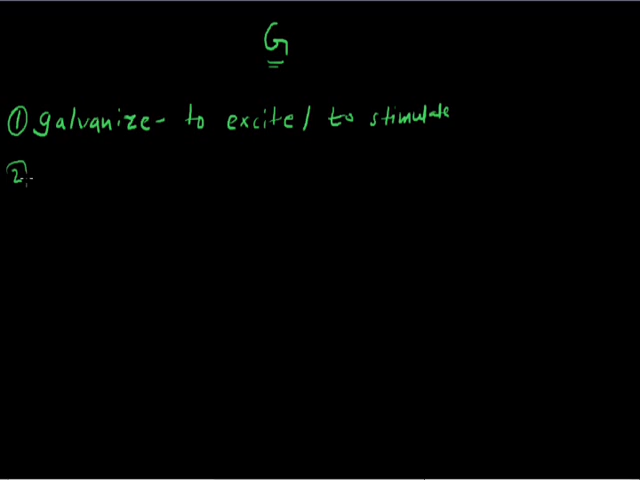 G
① galvanize - to excite / to stimulate
②